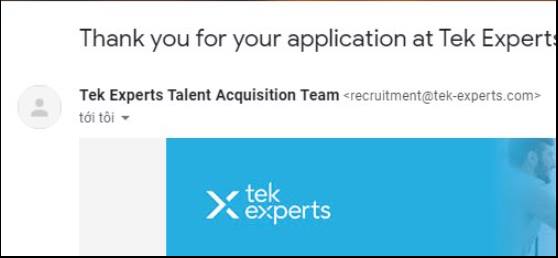 Thank you for your application at Tek Experts
Tek Experts Talent Acquisition Team <recruitment@tek-experts.com>
tới tôi
tek
experts